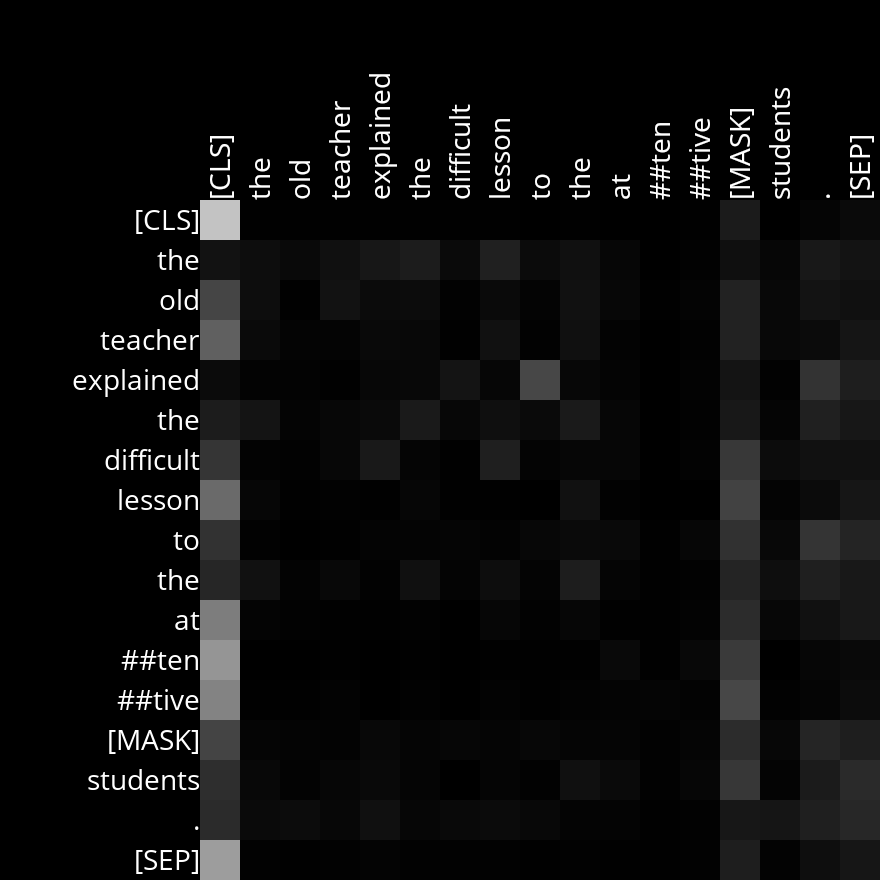 [CLS] the old teacher explained the difficult lesson to the at ##ten ##tive [MASK] students . [SEP]
[CLS]
the
old
teacher
explained
the
difficult
lesson
to
the
at
##ten
##tive
[MASK]
students
.
[SEP]